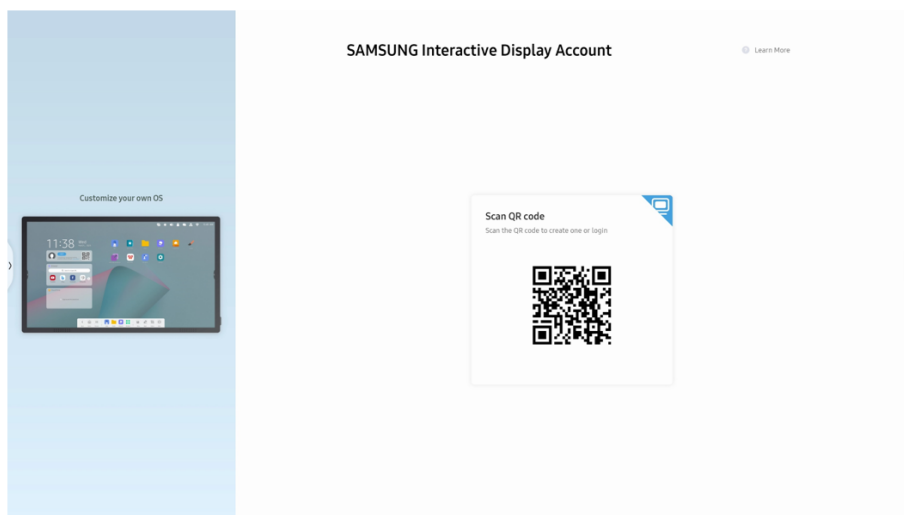 SAMSUNG Interactive Display Account
Learn More
Customize your own OS
11:38
Scan QR code
Scan the QR code to create one or login